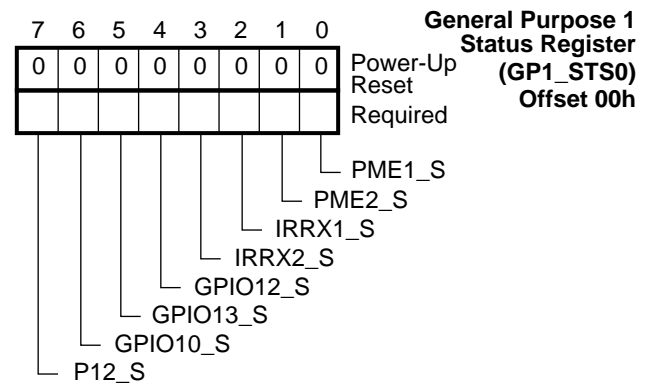 General Purpose 1
Status Register
(GP1_STS0)
Offset 00h
7 6 5 4 3 2 1 0
0 0 0 0 0 0 0 0 Power-Up
Reset
Required
PME1_S
PME2_S
IRRX1_S
IRRX2_S
GPIO12_S
GPIO13_S
GPIO10_S
P12_S